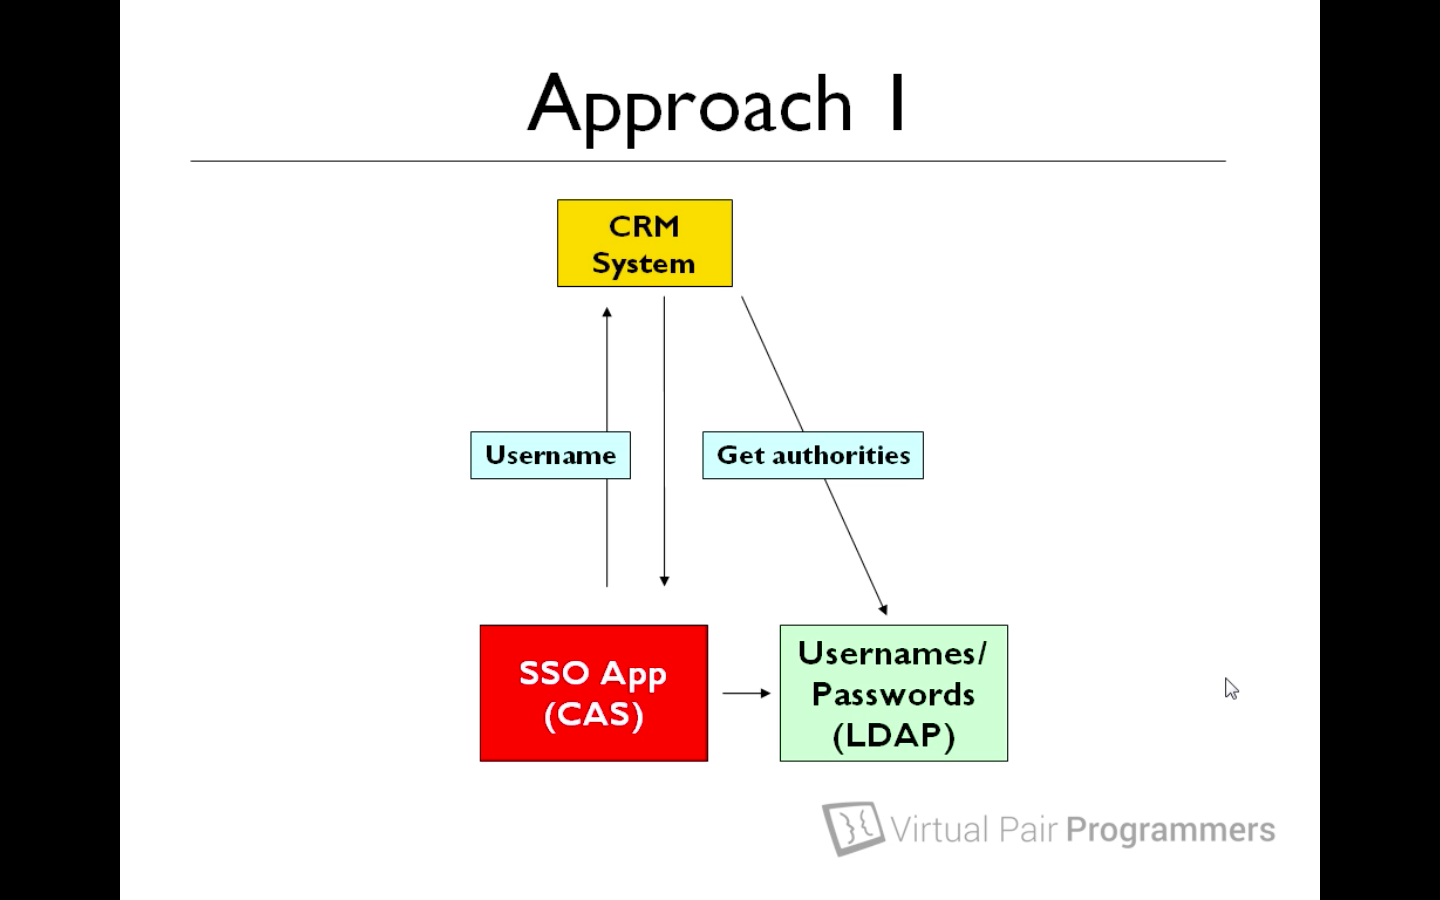 Approach 1
CRM
System
Username
Get authorities
SSO App
(CAS)
Usernames/
Passwords
(LDAP)
Virtual Pair Programmers